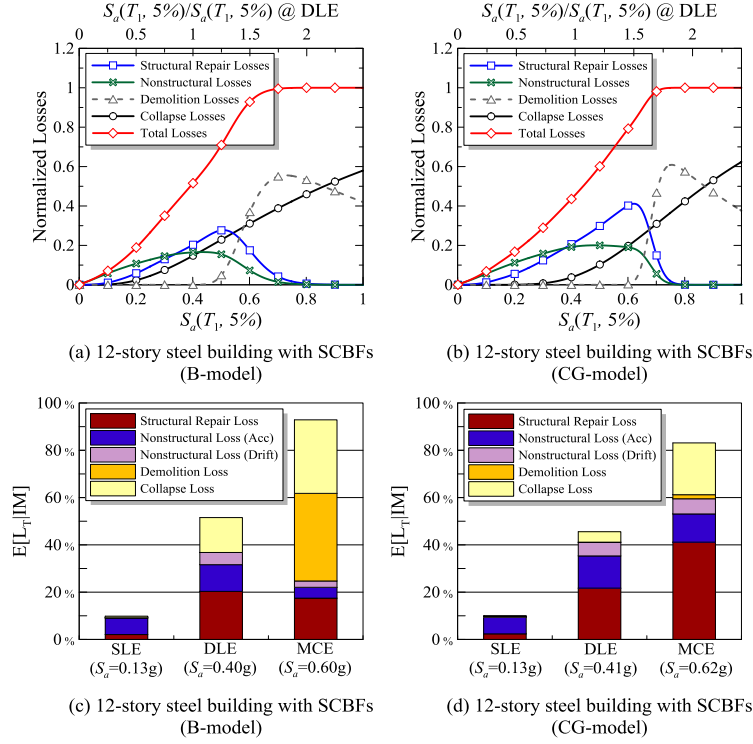 Sa(T1, 5%)/Sa(T1, 5%) @ DLE
0 0.5 1 1.5 2 2.5
1.2
1
0.8
0.6
0.4
0.2
0
Normalized Losses
Structural Repair Losses
Nonstructural Losses
Demolition Losses
Collapse Losses
Total Losses
0 0.2 0.4 0.6 0.8 1
Sa(T1, 5%)
(a) 12-story steel building with SCBFs
(B-model)
Sa(T1, 5%)/Sa(T1, 5%) @ DLE
0 0.5 1 1.5 2
1.2
1
0.8
0.6
0.4
0.2
0
Normalized Losses
Structural Repair Losses
Nonstructural Losses
Demolition Losses
Collapse Losses
Total Losses
0 0.2 0.4 0.6 0.8 1
Sa(T1, 5%)
(b) 12-story steel building with SCBFs
(CG-model)
100 %
80 %
60 %
40 %
20 %
0 %
E[LT|IM]
Structural Repair Loss
Nonstructural Loss (Acc)
Nonstructural Loss (Drift)
Demolition Loss
Collapse Loss
SLE DLE MCE
(Sa=0.13g) (Sa=0.40g) (Sa=0.60g)
(c) 12-story steel building with SCBFs
(B-model)
100 %
80 %
60 %
40 %
20 %
0 %
E[LT|IM]
Structural Repair Loss
Nonstructural Loss (Acc)
Nonstructural Loss (Drift)
Demolition Loss
Collapse Loss
SLE DLE MCE
(Sa=0.13g) (Sa=0.41g) (Sa=0.62g)
(d) 12-story steel building with SCBFs
(CG-model)